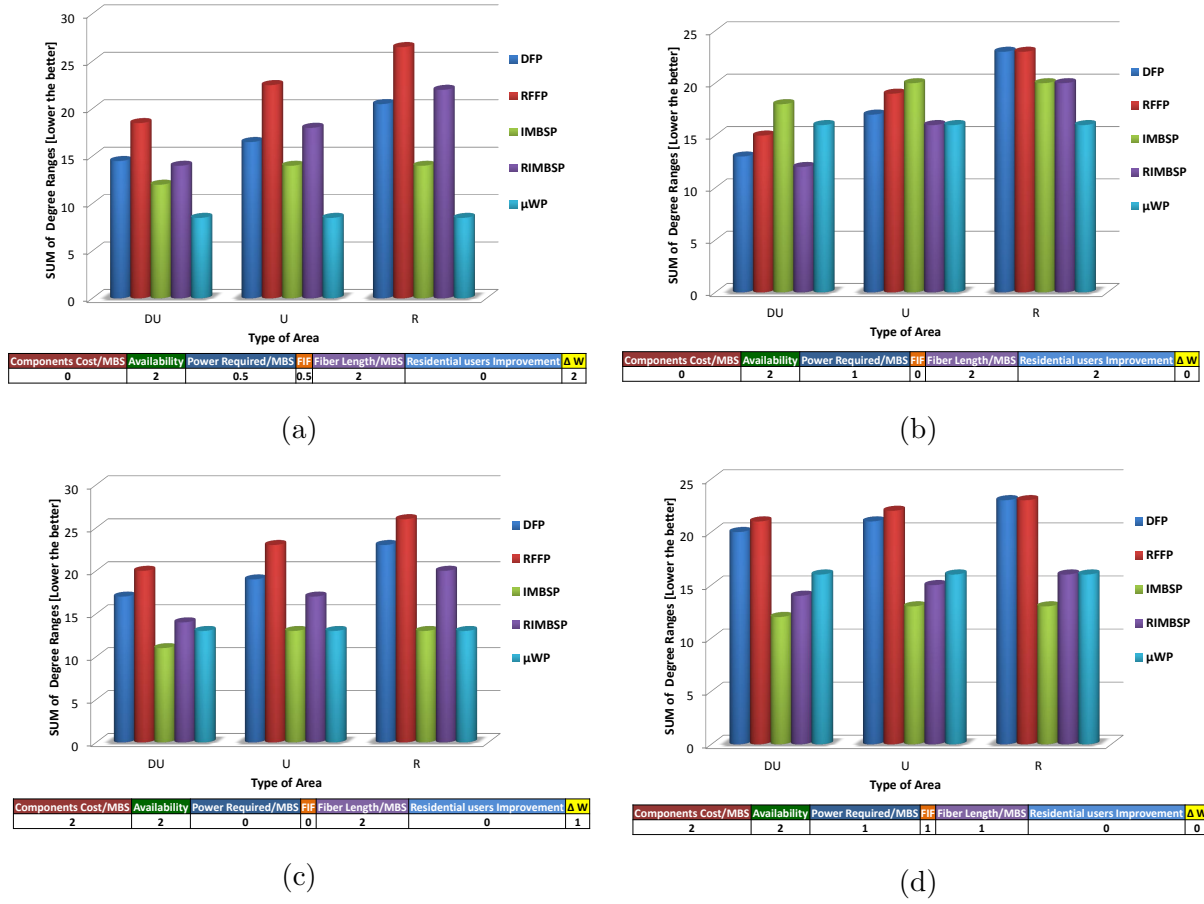 SUM of Degree Ranges [Lower the better]
30
25
20
15
10
5
0
DU U R
Type of Area
DFP
RFFP
IMBSP
RIMBSP
µWP
Components Cost/MBS Availability Power Required/MBS FIF Fiber Length/MBS Residential users Improvement Δ W
0 2 0.5 0.5 2 0 2
(a)
SUM of Degree Ranges [Lower the better]
25
20
15
10
5
0
DU U R
Type of Area
DFP
RFFP
IMBSP
RIMBSP
µWP
Components Cost/MBS Availability Power Required/MBS FIF Fiber Length/MBS Residential users Improvement Δ W
0 2 1 0 2 2 0
(b)
SUM of Degree Ranges [Lower the better]
30
25
20
15
10
5
0
DU U R
Type of Area
DFP
RFFP
IMBSP
RIMBSP
µWP
Components Cost/MBS Availability Power Required/MBS FIF Fiber Length/MBS Residential users Improvement Δ W
2 2 0 0 2 0 1
(c)
SUM of Degree Ranges [Lower the better]
25
20
15
10
5
0
DU U R
Type of Area
DFP
RFFP
IMBSP
RIMBSP
µWP
Components Cost/MBS Availability Power Required/MBS FIF Fiber Length/MBS Residential users Improvement Δ W
2 2 1 1 1 0 0
(d)